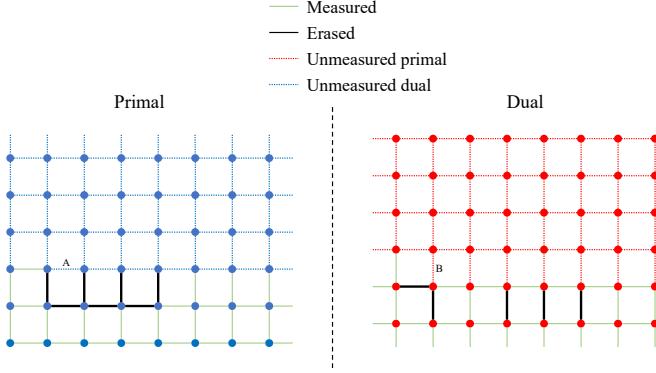 Measured
Erased
Unmeasured primal
Unmeasured dual
Primal
Dual
A
B